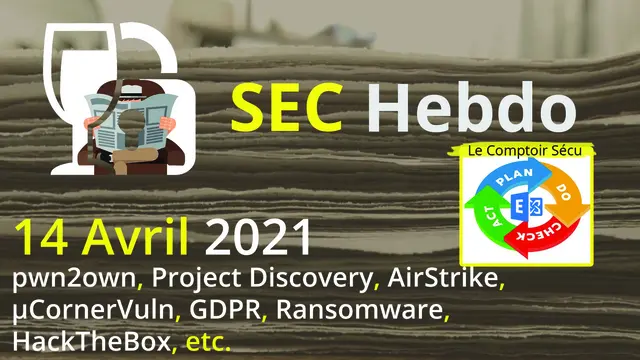 SEC Hebdo
Le Comptoir Sécu
PLAN
DO
CHECK
ACT
E
14 Avril 2021
pwn2own, Project Discovery, AirStrike,
µCornerVuln, GDPR, Ransomware,
HackTheBox, etc.